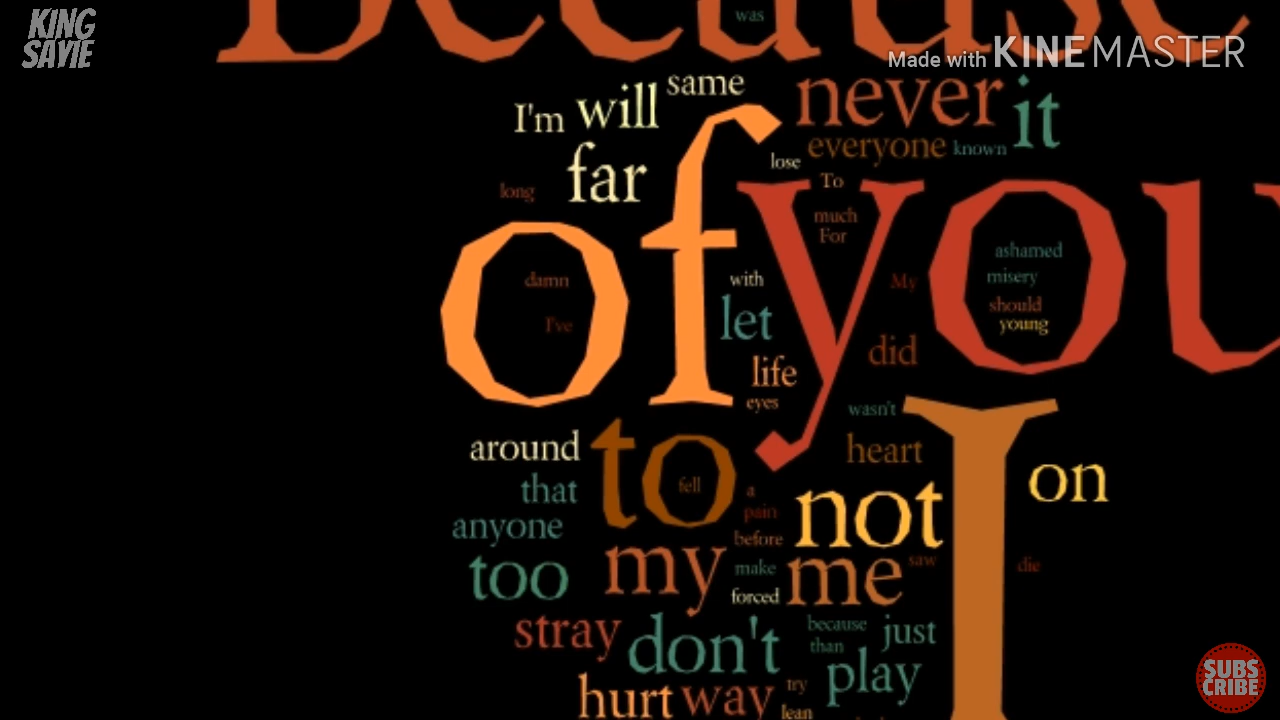 KING
SAVIE
Because
was
Made with KINEMASTER
same
I'm will
never it
everyone known
lose
far
To
long
of you
much
For
ashamed
misery
should
young
damn
I've
with
My
let
did
life
eyes
wasn't
I
around to
heart
on
that
fell
a
not
anyone
pain
before
my
me saw
too
make
die
forced
stray don't
because
just
than
play
hurt way
try
lean
SUBS
CRIBE